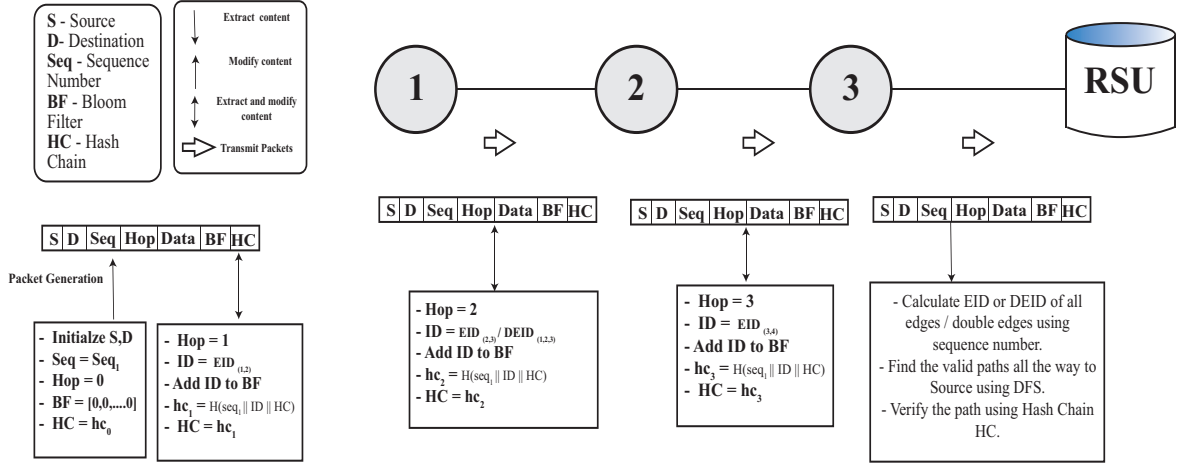 S - Source
D- Destination
Seq - Sequence
Number
BF - Bloom
Filter
HC - Hash
Chain
Extract content
Modify content
Extract and modify
content
Transmit Packets
1
2
3
RSU
S D Seq Hop Data BF HC
Packet Generation
- Initialze S,D
- Seq = Seq1
- Hop = 0
- BF = [0,0,....0]
- HC = hc0
- Hop = 1
- ID = EID (1,2)
- Add ID to BF
- hc1 = H(seq1 || ID || HC)
- HC = hc1
S D Seq Hop Data BF HC
- Hop = 2
- ID = EID (2,3) / DEID (1,2,3)
- Add ID to BF
- hc2 = H(seq1 || ID || HC)
- HC = hc2
S D Seq Hop Data BF HC
- Hop = 3
- ID = EID (3,4)
- Add ID to BF
- hc3 = H(seq1 || ID || HC)
- HC = hc3
S D Seq Hop Data BF HC
- Calculate EID or DEID of all
edges / double edges using
sequence number.
- Find the valid paths all the way to
Source using DFS.
- Verify the path using Hash Chain
HC.